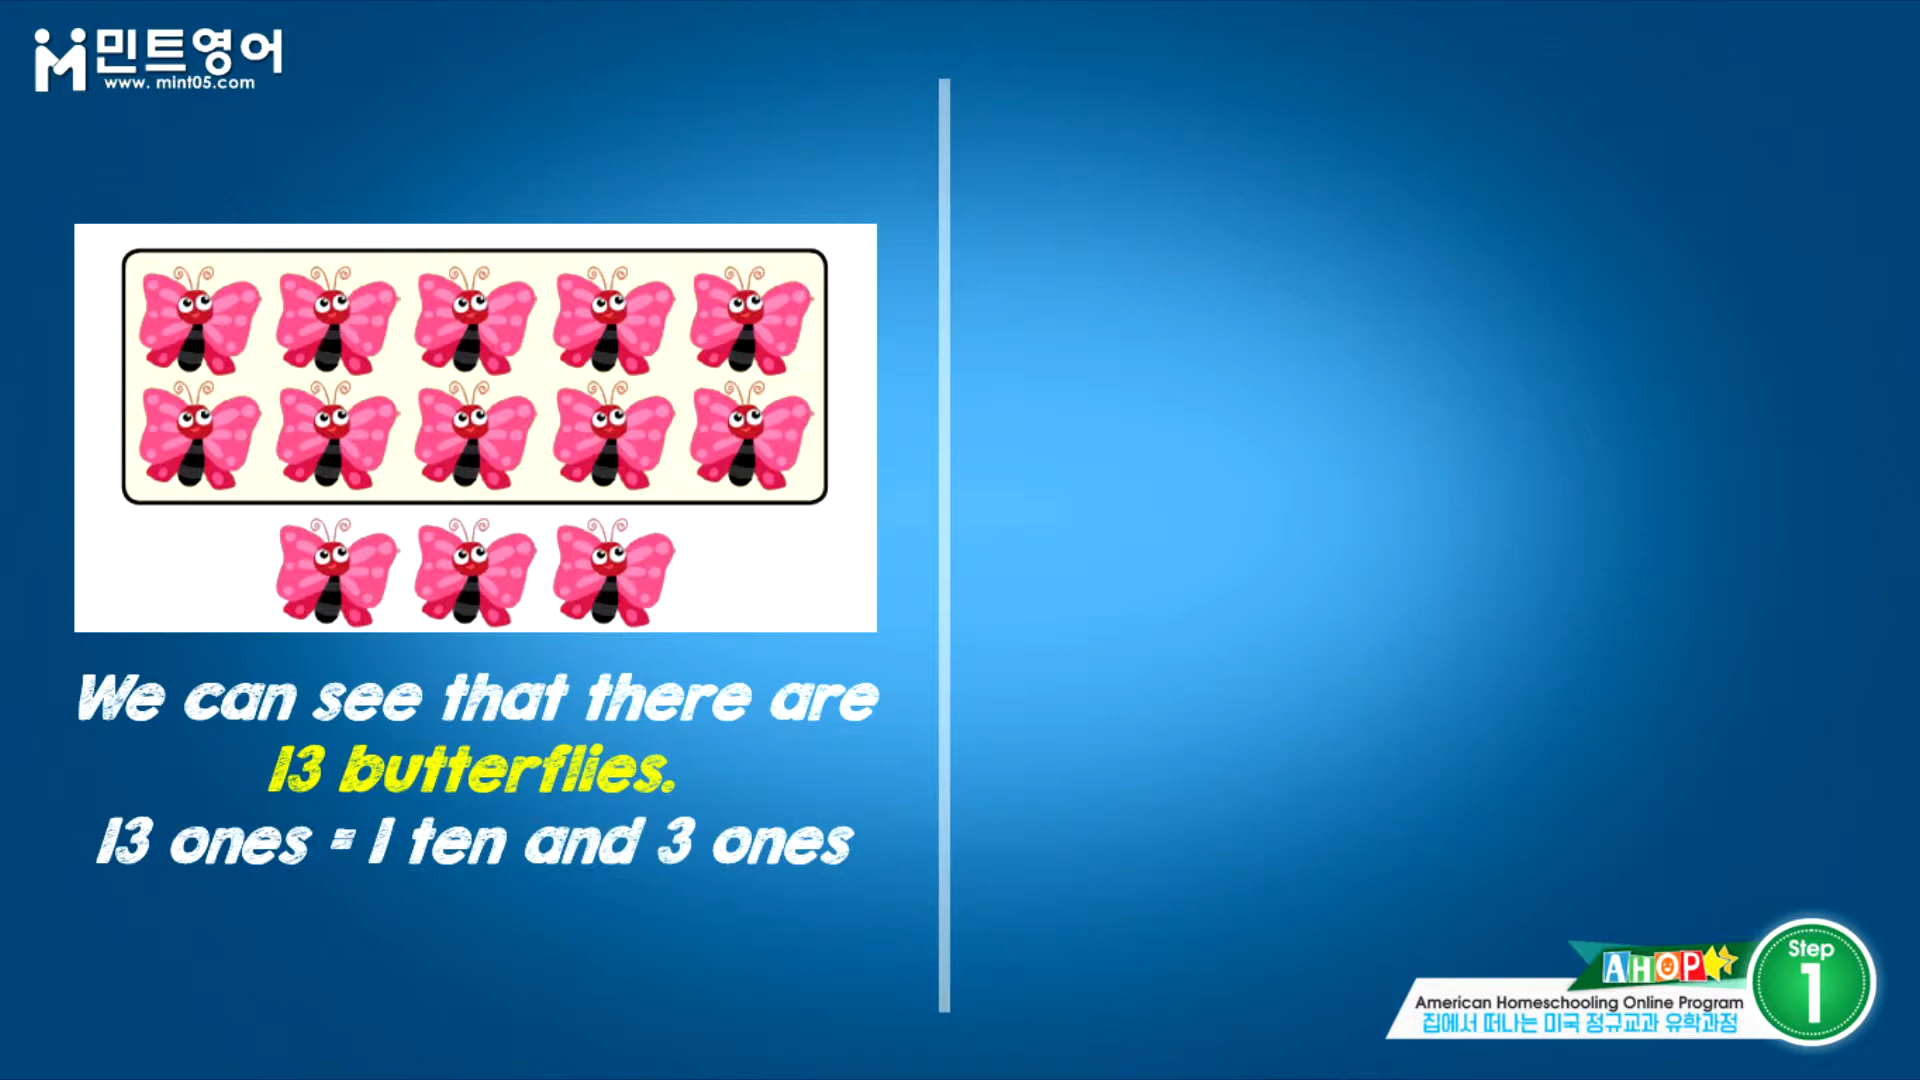 민트영어
www. mint05.com
We can see that there are
13 butterflies.
13 ones = 1 ten and 3 ones
AHOP
Step
1
American Homeschooling Online Program
집에서 떠나는 미국 정규교과 유학과정